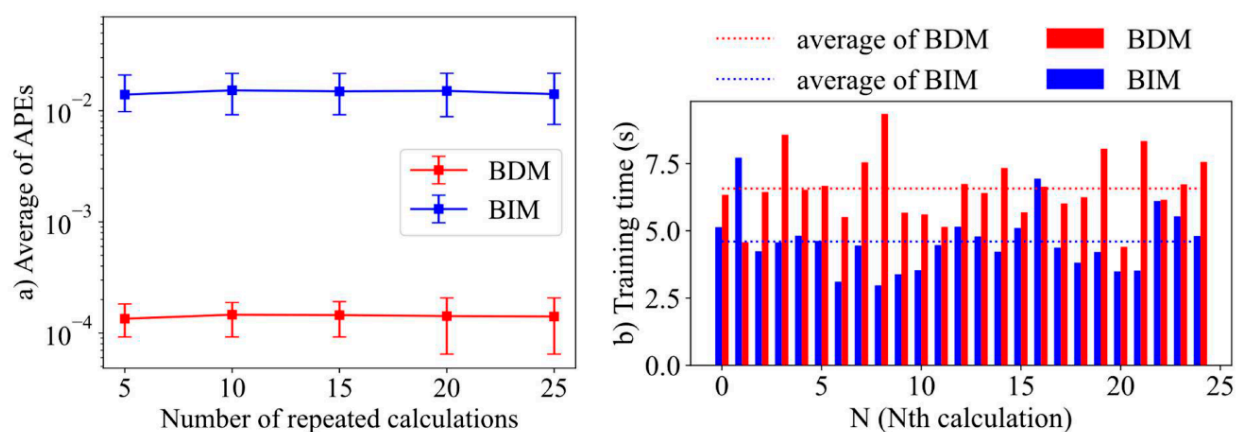 a) Average of APEs
10⁻²
10⁻³
10⁻⁴
BDM
BIM
5 10 15 20 25
Number of repeated calculations
average of BDM BDM
average of BIM BIM
b) Training time (s)
7.5
5.0
2.5
0.0
0 5 10 15 20 25
N (Nth calculation)